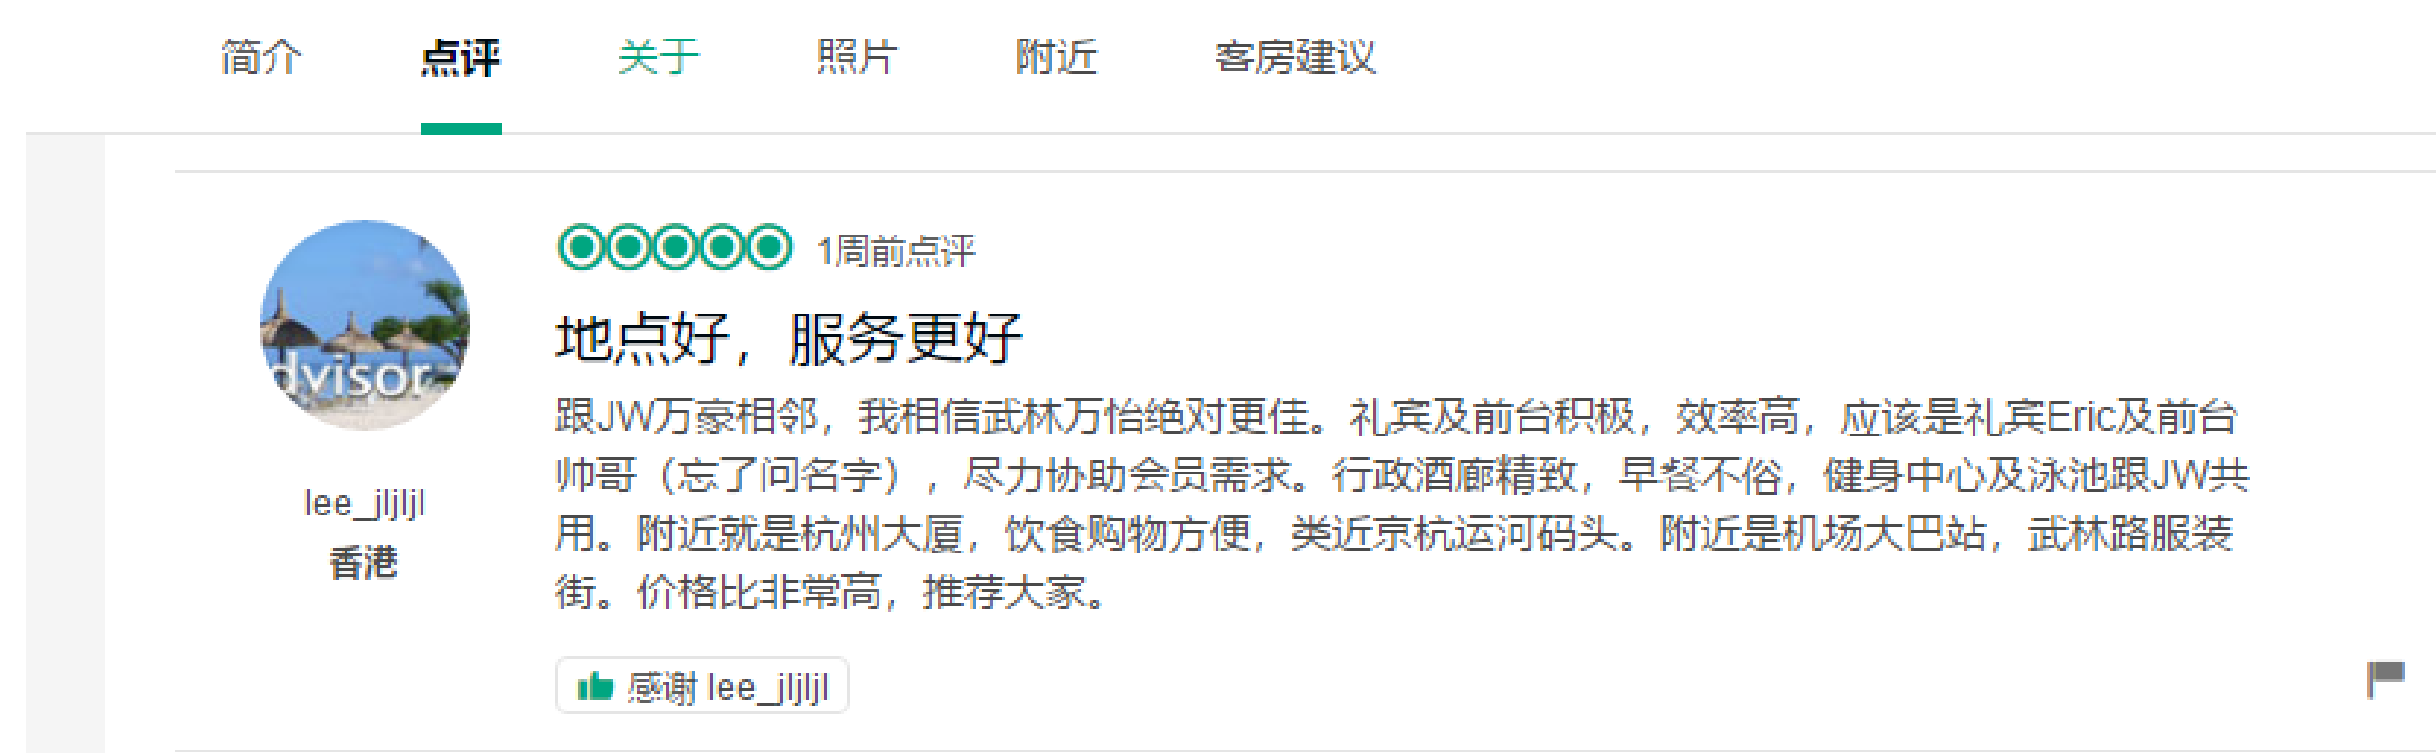 简介 点评 关于 照片 附近 客房建议
1周前点评
地点好，服务更好
跟JW万豪相邻，我相信武林万怡绝对更佳。礼宾及前台积极，效率高，应该是礼宾Eric及前台
帅哥（忘了问名字），尽力协助会员需求。行政酒廊精致，早餐不俗，健身中心及泳池跟JW共
用。附近就是杭州大厦，饮食购物方便，类近京杭运河码头。附近是机场大巴站，武林路服装
街。价格比非常高，推荐大家。
dvisor
lee_jljljl
香港
感谢 lee_jljljl